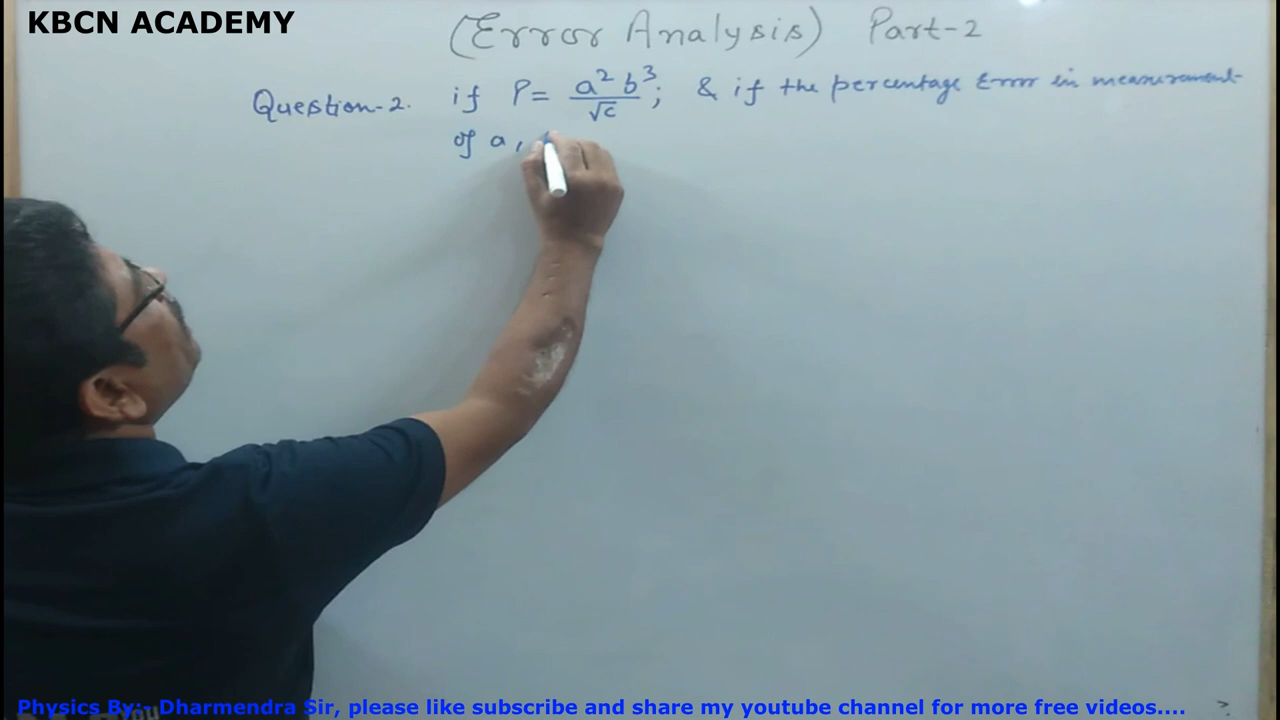 KBCN ACADEMY
(Error Analysis) Part-2
Question-2. if P = a²b³/√c ; & if the percentage Error in measurement
of a,
Physics By:- Dharmendra Sir, please like subscribe and share my youtube channel for more free videos....